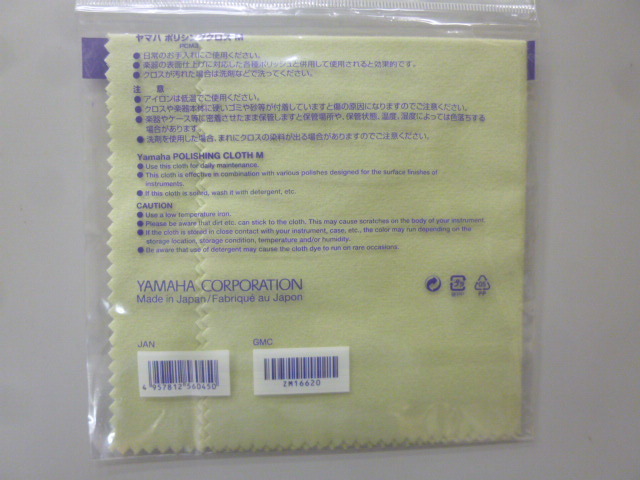 ヤマハ ポリシングクロス M
PCM3
●日常のお手入れにご使用ください。
●楽器の表面仕上げに対応した各種ポリッシュと併用して使用されると効果的です。
●クロスが汚れた場合は洗剤などで洗ってください。
注 意
●アイロンは低温でご使用ください。
●クロスや楽器本体に硬いゴミや砂等が付着していますと傷の原因になりますのでご注意ください。
●楽器やケース等に密着させたまま保管しますと保管場所や、保管状態、温度、湿度によっては色落ちする
場合があります。
●洗剤を使用した場合、まれにクロスの染料が出る場合がありますのでご注意ください。
Yamaha POLISHING CLOTH M
● Use this cloth for daily maintenance.
● This cloth is effective in combination with various polishes designed for the surface finishes of
instruments.
● If this cloth is soiled, wash it with detergent, etc.
CAUTION
● Use a low temperature iron.
● Please be aware that dirt etc. can stick to the cloth. This may cause scratches on the body of your instrument.
● If the cloth is stored in close contact with your instrument, case, etc., the color may run depending on the
storage location, storage condition, temperature and/or humidity.
● Be aware that use of detergent may cause the cloth dye to run on rare occasions.
YAMAHA CORPORATION
Made in Japan/Fabriqué au Japon
プラ
PP
JAN
GMC
4 957812 560450
ZM16620